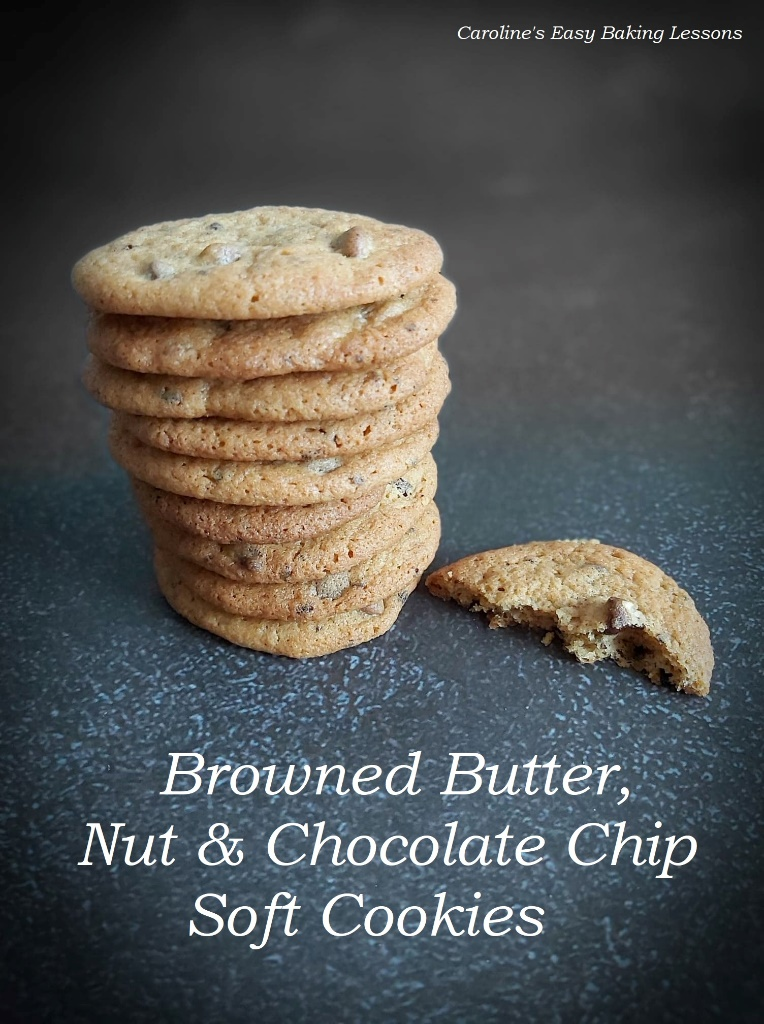 Caroline's Easy Baking Lessons
Browned Butter,
Nut & Chocolate Chip
Soft Cookies